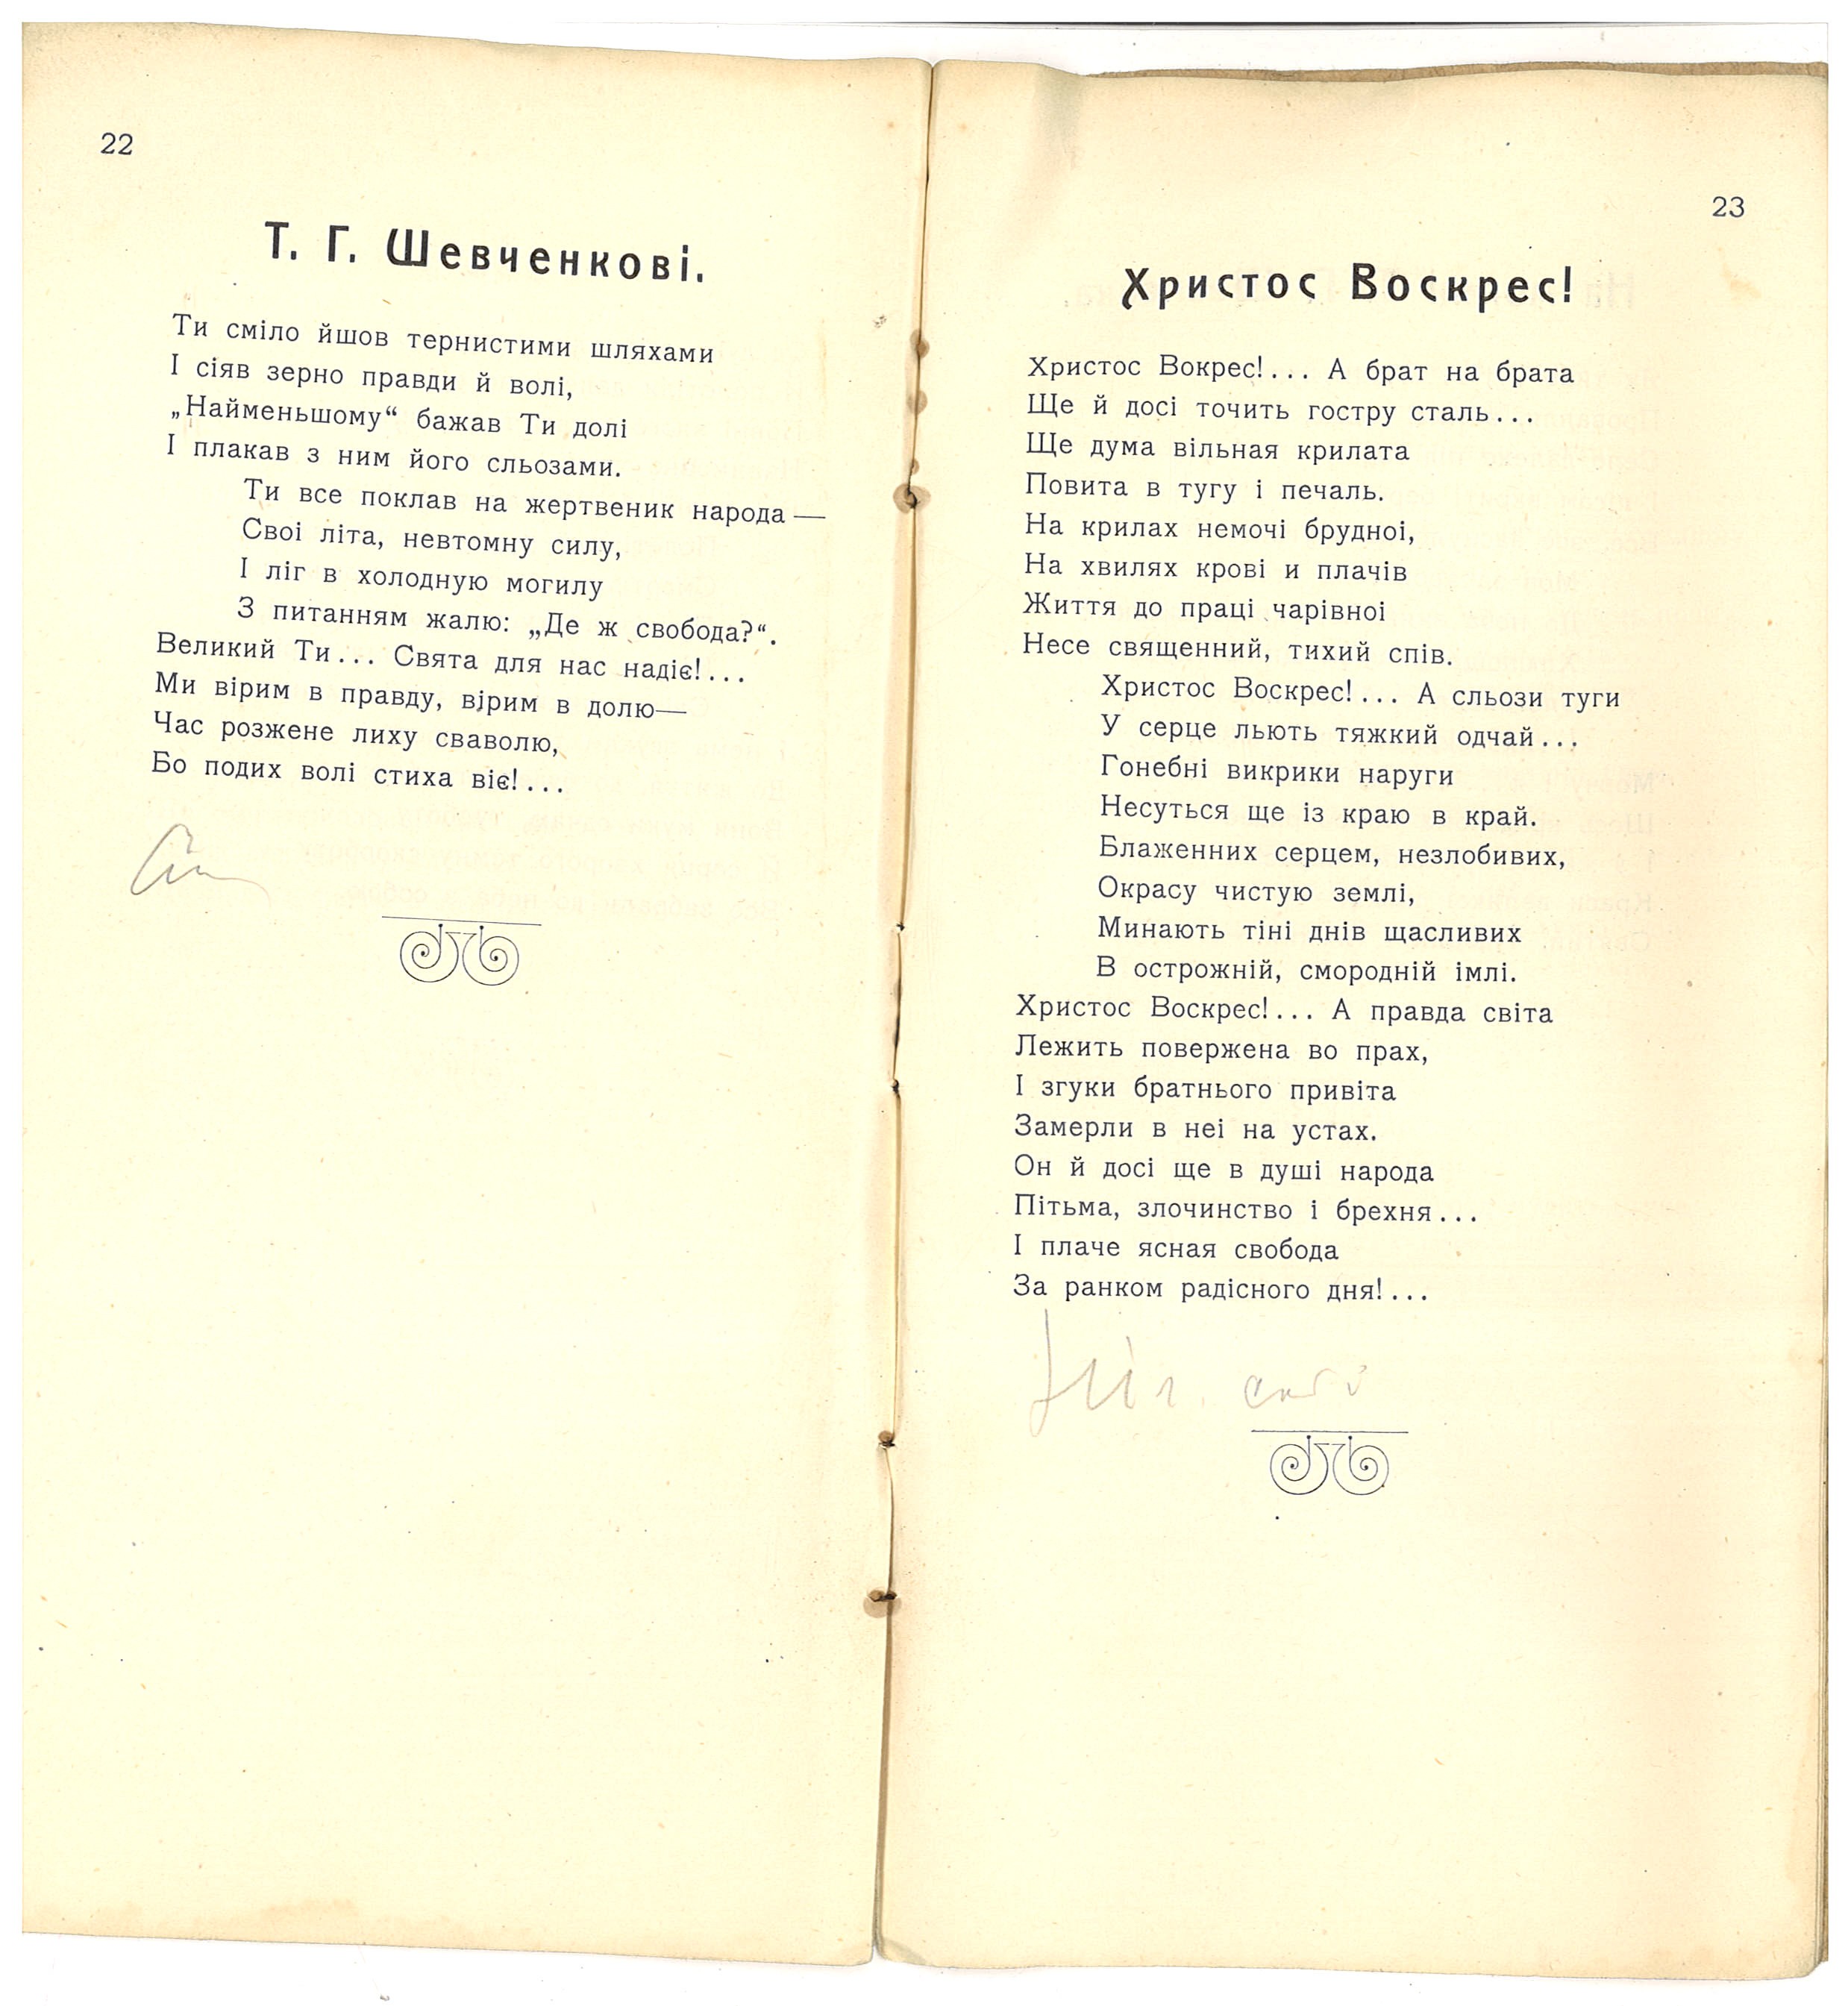 22
Т. Г. Шевченкові.
Ти сміло йшов тернистими шляхами
І сіяв зерно правди й волі,
„Найменьшому“ бажав Ти долі
І плакав з ним його сльозами.
Ти все поклав на жертвеник народа —
Своі літа, невтомну силу,
І ліг в холодную могилу
З питанням жалю: „Де ж свобода?“.
Великий Ти... Свята для нас надіє!...
Ми вірим в правду, вірим в долю—
Час розжене лиху сваволю,
Бо подих волі стиха віє!...
23
Христос Воскрес!
Христос Вокрес!... А брат на брата
Ще й досі точить гостру сталь...
Ще дума вільная крилата
Повита в тугу і печаль.
На крилах немочі брудноі,
На хвилях крові и плачів
Життя до праці чарівноі
Несе священний, тихий спів.
Христос Воскрес!... А сльози туги
У серце льють тяжкий одчай...
Гонебні викрики наруги
Несуться ще із краю в край.
Блаженних серцем, незлобивих,
Окрасу чистую землі,
Минають тіні днів щасливих
В острожній, смородній імлі.
Христос Воскрес!... А правда світа
Лежить повержена во прах,
І згуки братнього привіта
Замерли в неі на устах.
Он й досі ще в душі народа
Пітьма, злочинство і брехня...
І плаче ясная свобода
За ранком радісного дня!...